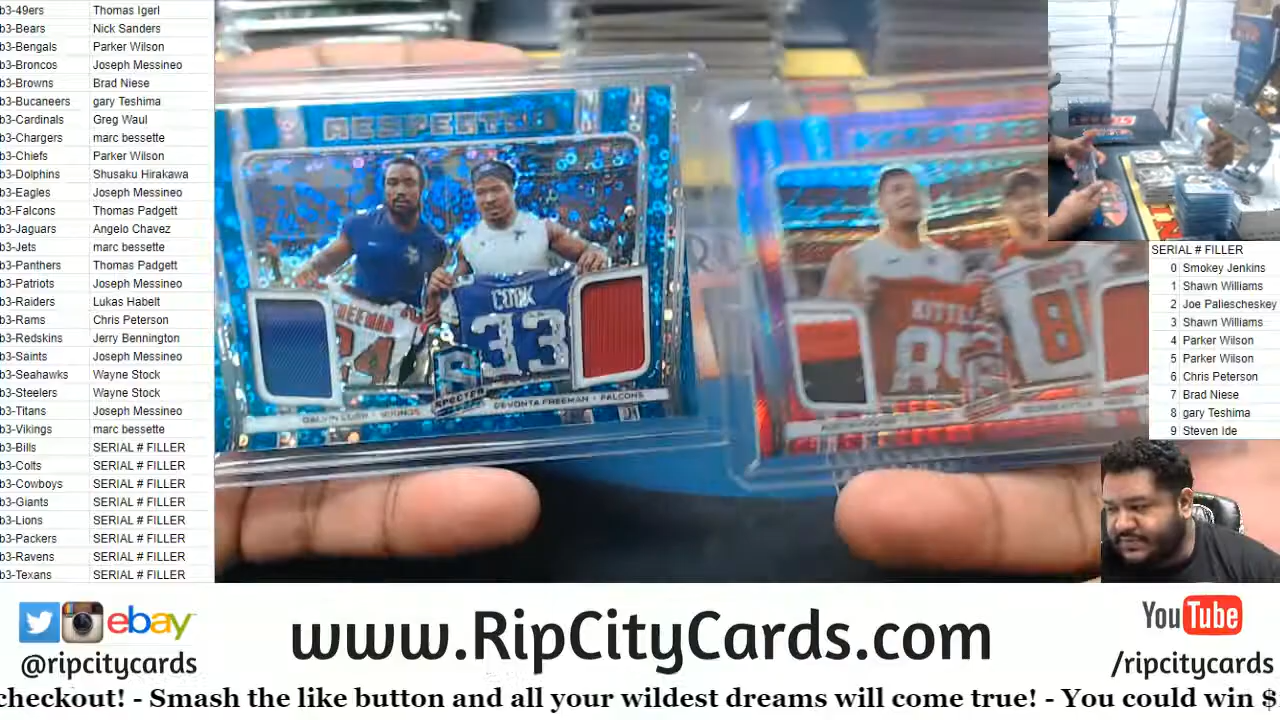 b3-49ers Thomas Igerl
b3-Bears Nick Sanders
b3-Bengals Parker Wilson
b3-Broncos Joseph Messineo
b3-Browns Brad Niese
b3-Bucaneers gary Teshima
b3-Cardinals Greg Waul
b3-Chargers marc bessette
b3-Chiefs Parker Wilson
b3-Dolphins Shusaku Hirakawa
b3-Eagles Joseph Messineo
b3-Falcons Thomas Padgett
b3-Jaguars Angelo Chavez
b3-Jets marc bessette
b3-Panthers Thomas Padgett
b3-Patriots Joseph Messineo
b3-Raiders Lukas Habelt
b3-Rams Chris Peterson
b3-Redskins Jerry Bennington
b3-Saints Joseph Messineo
b3-Seahawks Wayne Stock
b3-Steelers Wayne Stock
b3-Titans Joseph Messineo
b3-Vikings marc bessette
b3-Bills SERIAL # FILLER
b3-Colts SERIAL # FILLER
b3-Cowboys SERIAL # FILLER
b3-Giants SERIAL # FILLER
b3-Lions SERIAL # FILLER
b3-Packers SERIAL # FILLER
b3-Ravens SERIAL # FILLER
b3-Texans SERIAL # FILLER
RESPECTED
COOK
33
SPECTRA
DALVIN COOK • VIKINGS DEVONTA FREEMAN • FALCONS
85
SERIAL # FILLER
0 Smokey Jenkins
1 Shawn Williams
2 Joe Paliescheskey
3 Shawn Williams
4 Parker Wilson
5 Parker Wilson
6 Chris Peterson
7 Brad Niese
8 gary Teshima
9 Steven Ide
ebay
@ripcitycards
www.RipCityCards.com
YouTube
/ripcitycards
checkout! - Smash the like button and all your wildest dreams will come true! - You could win $